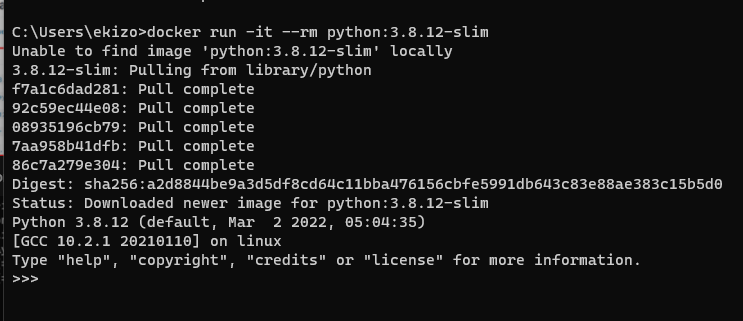 C:\Users\ekizo>docker run -it --rm python:3.8.12-slim
Unable to find image 'python:3.8.12-slim' locally
3.8.12-slim: Pulling from library/python
f7a1c6dad281: Pull complete
92c59ec44e08: Pull complete
08935196cb79: Pull complete
7aa958b41dfb: Pull complete
86c7a279e304: Pull complete
Digest: sha256:a2d8844be9a3d5df8cd64c11bba476156cbfe5991db643c83e88ae383c15b5d0
Status: Downloaded newer image for python:3.8.12-slim
Python 3.8.12 (default, Mar  2 2022, 05:04:35)
[GCC 10.2.1 20210110] on linux
Type "help", "copyright", "credits" or "license" for more information.
>>>